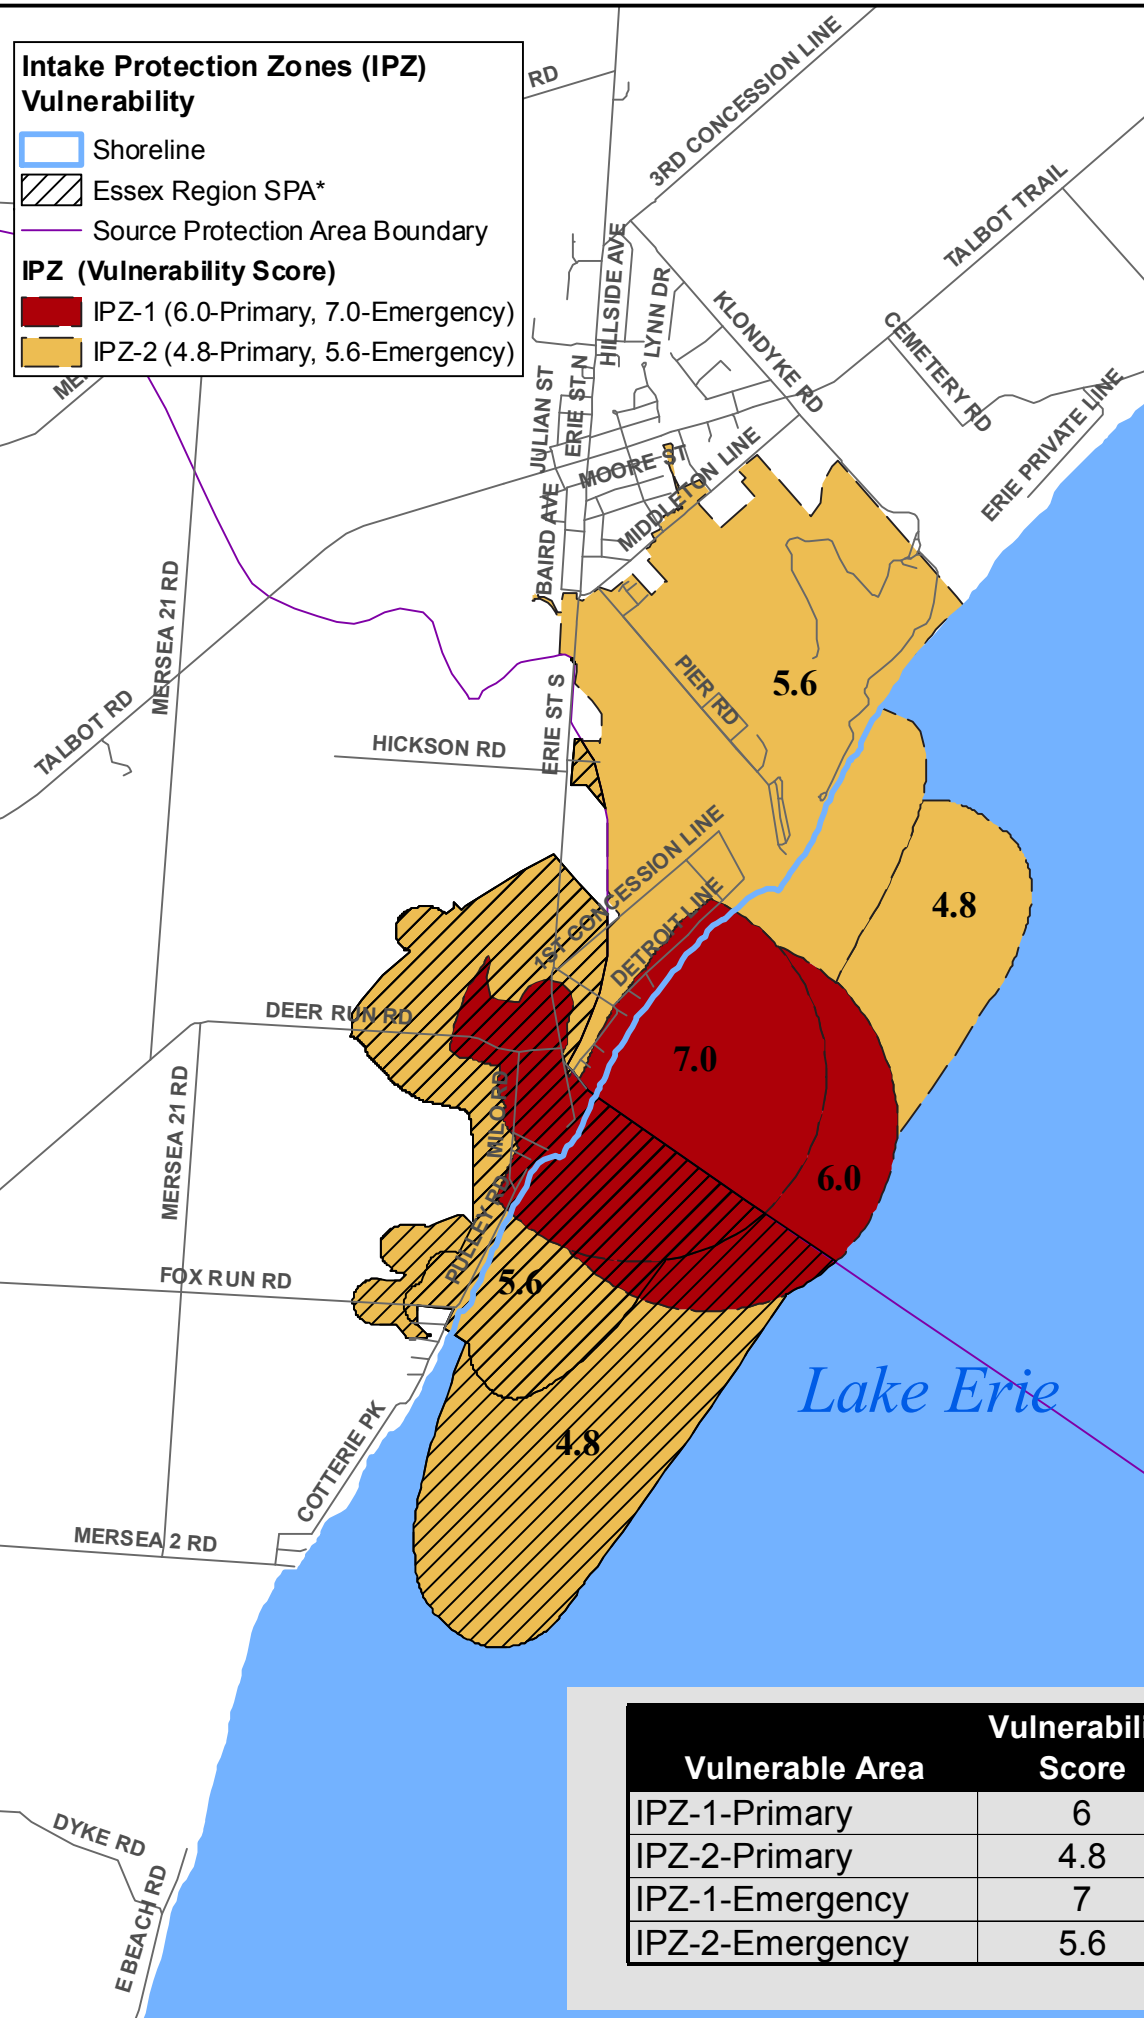 Intake Protection Zones (IPZ)
Vulnerability
Shoreline
Essex Region SPA*
Source Protection Area Boundary
IPZ (Vulnerability Score)
IPZ-1 (6.0-Primary, 7.0-Emergency)
IPZ-2 (4.8-Primary, 5.6-Emergency)
RD
3RD CONCESSION LINE
TALBOT TRAIL
HILLSIDE AVE
LYNN DR
KLONDYKE RD
CEMETERY RD
ERIE PRIVATE LINE
JULIAN ST
ERIE ST N
MOORE ST
MIDDLETON LINE
BAIRD AVE
MERSEA 21 RD
TALBOT RD
PIER RD
5.6
ERIE ST S
HICKSON RD
1ST CONCESSION LINE
DETROIT LINE
4.8
DEER RUN RD
7.0
MERSEA 21 RD
MILO RD
6.0
PULLEY RD
FOX RUN RD
5.6
Lake Erie
4.8
COTTERIE PK
MERSEA 2 RD
DYKE RD
E BEACH RD
Vulnerabili
Vulnerable Area Score
IPZ-1-Primary 6
IPZ-2-Primary 4.8
IPZ-1-Emergency 7
IPZ-2-Emergency 5.6